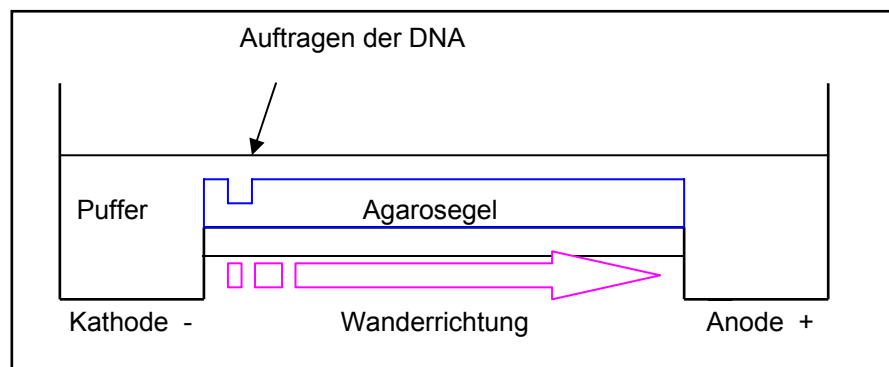 Auftragen der DNA
Puffer
Agarosegel
Kathode -
Wanderrichtung
Anode +